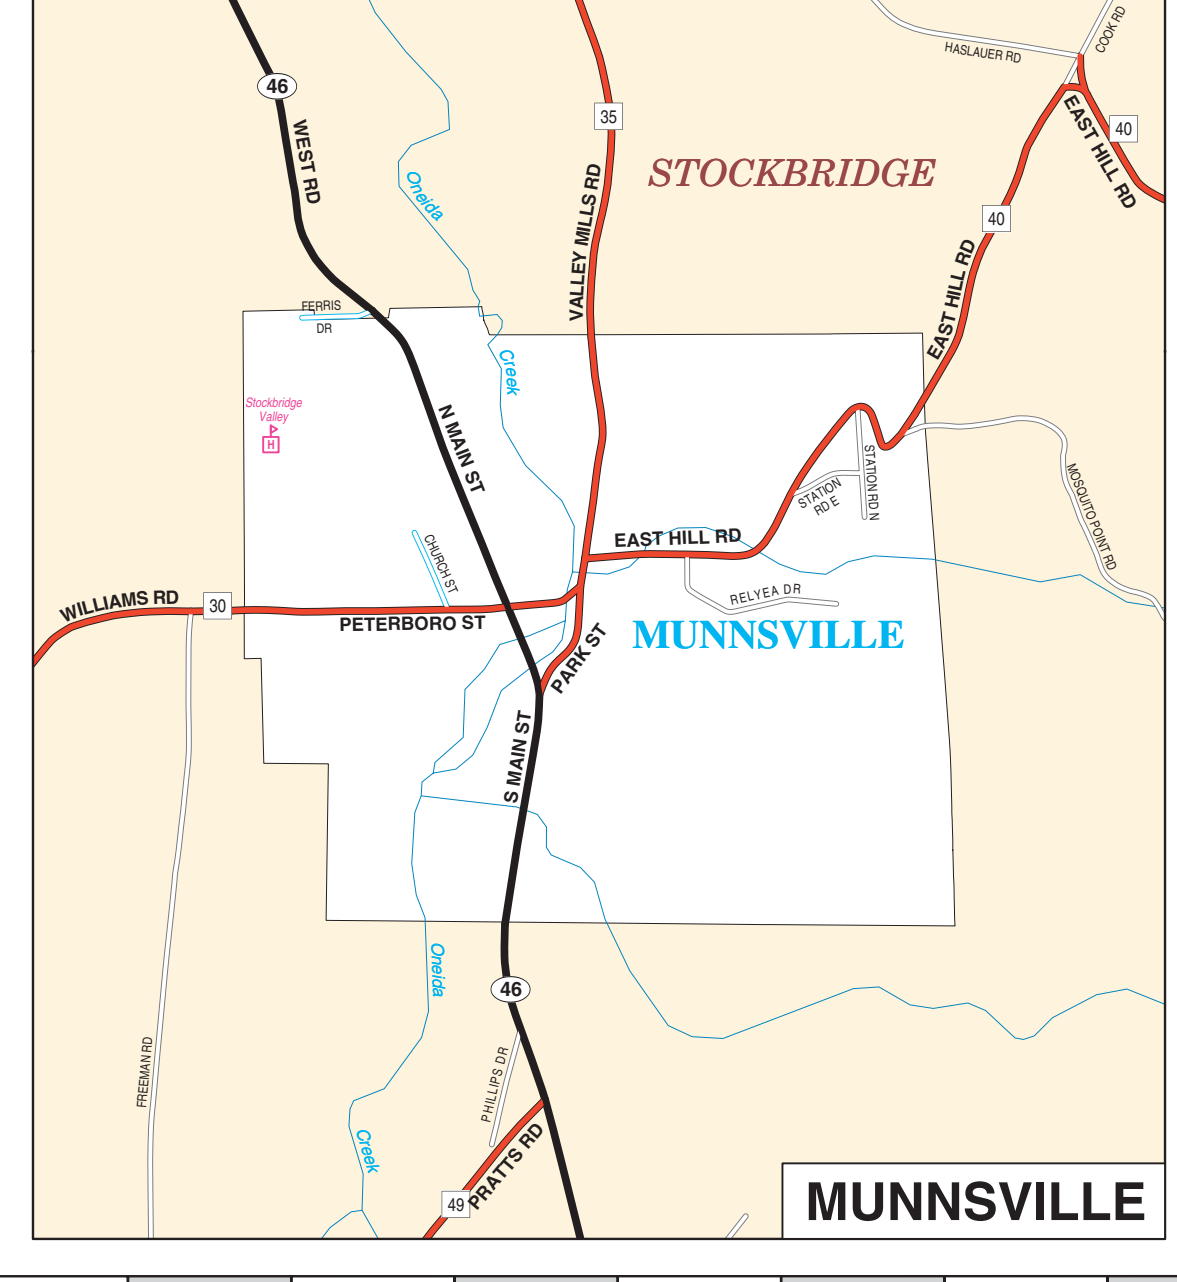 COOK RD
HASLAUER RD
46
35
40
EAST HILL RD
WEST RD
STOCKBRIDGE
Oneida
VALLEY MILLS RD
40
EAST HILL RD
FERRIS
DR
Creek
Stockbridge
Valley
H
N MAIN ST
STATION RD N
STATION
RD E
MOSQUITO POINT RD
EAST HILL RD
CHURCH ST
RELYEA DR
WILLIAMS RD
30
PETERBORO ST
MUNNSVILLE
PARK ST
S MAIN ST
Oneida
46
FREEMAN RD
PHILLIPS DR
Creek
PRATTS RD
49
MUNNSVILLE